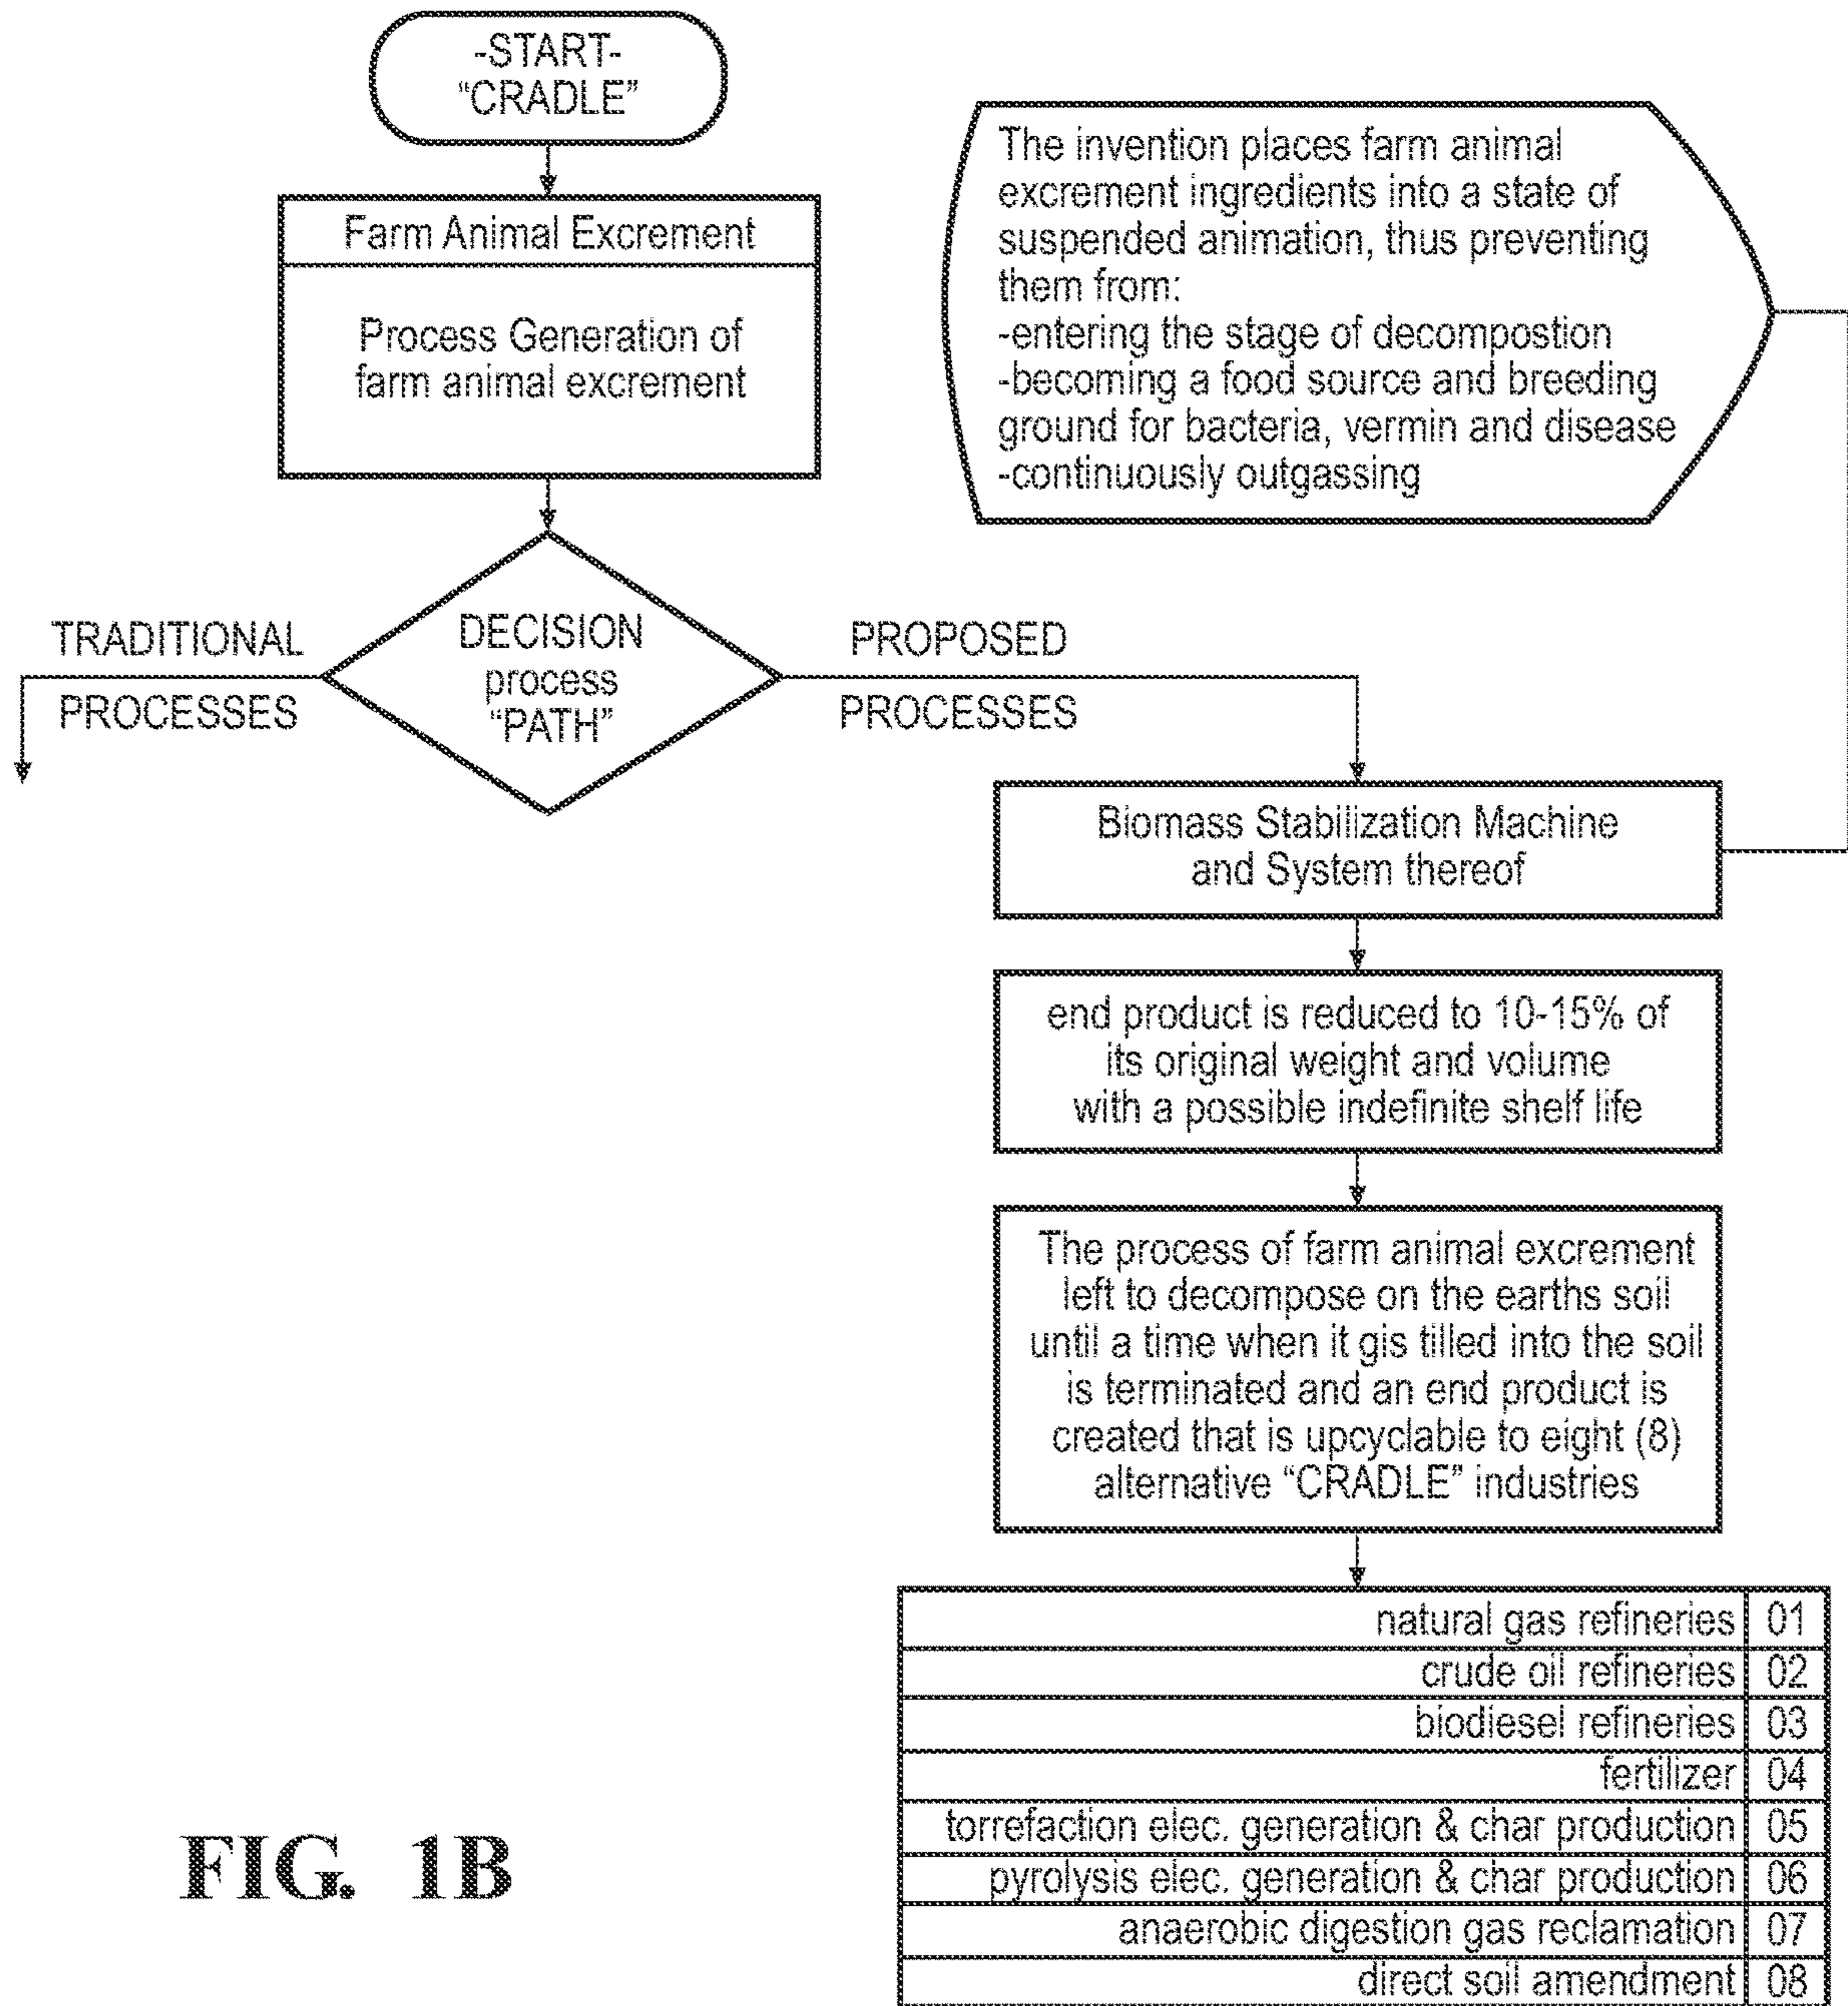 -START-
“CRADLE”
Farm Animal Excrement
Process Generation of
farm animal excrement
The invention places farm animal
excrement ingredients into a state of
suspended animation, thus preventing
them from:
-entering the stage of decompostion
-becoming a food source and breeding
ground for bacteria, vermin and disease
-continuously outgassing
TRADITIONAL
PROCESSES
DECISION
process
“PATH”
PROPOSED
PROCESSES
Biomass Stabilization Machine
and System thereof
end product is reduced to 10-15% of
its original weight and volume
with a possible indefinite shelf life
The process of farm animal excrement
left to decompose on the earths soil
until a time when it gis tilled into the soil
is terminated and an end product is
created that is upcyclable to eight (8)
alternative “CRADLE” industries
natural gas refineries 01
crude oil refineries 02
biodiesel refineries 03
fertilizer 04
torrefaction elec. generation & char production 05
pyrolysis elec. generation & char production 06
anaerobic digestion gas reclamation 07
direct soil amendment 08
FIG. 1B